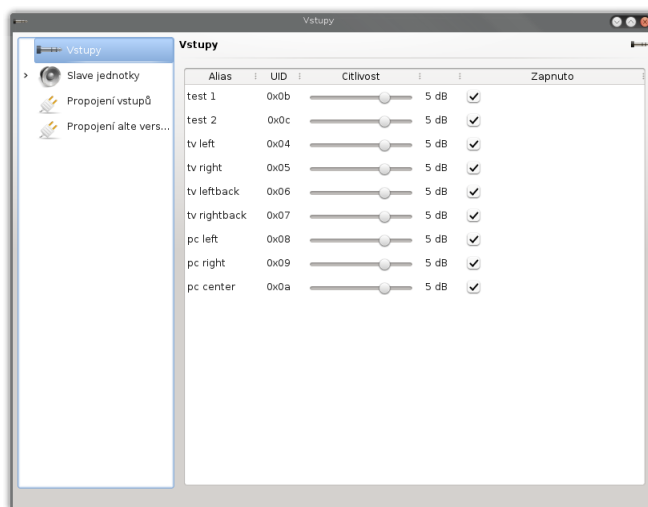 Vstupy
Vstupy
Slave jednotky
Propojení vstupů
Propojení alte vers...
Vstupy
Alias UID Citlivost Zapnuto
test 1 0x0b 5 dB
test 2 0x0c 5 dB
tv left 0x04 5 dB
tv right 0x05 5 dB
tv leftback 0x06 5 dB
tv rightback 0x07 5 dB
pc left 0x08 5 dB
pc right 0x09 5 dB
pc center 0x0a 5 dB